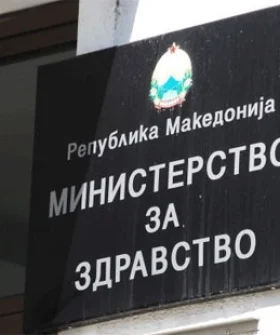 Република Македонија
МИНИСТЕРСТВО
ЗА
ЗДРАВСТВО